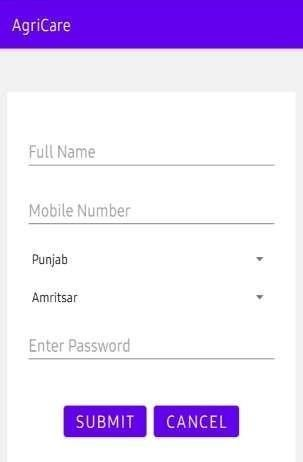 AgriCare
Full Name
Mobile Number
Punjab
Amritsar
Enter Password
SUBMIT CANCEL